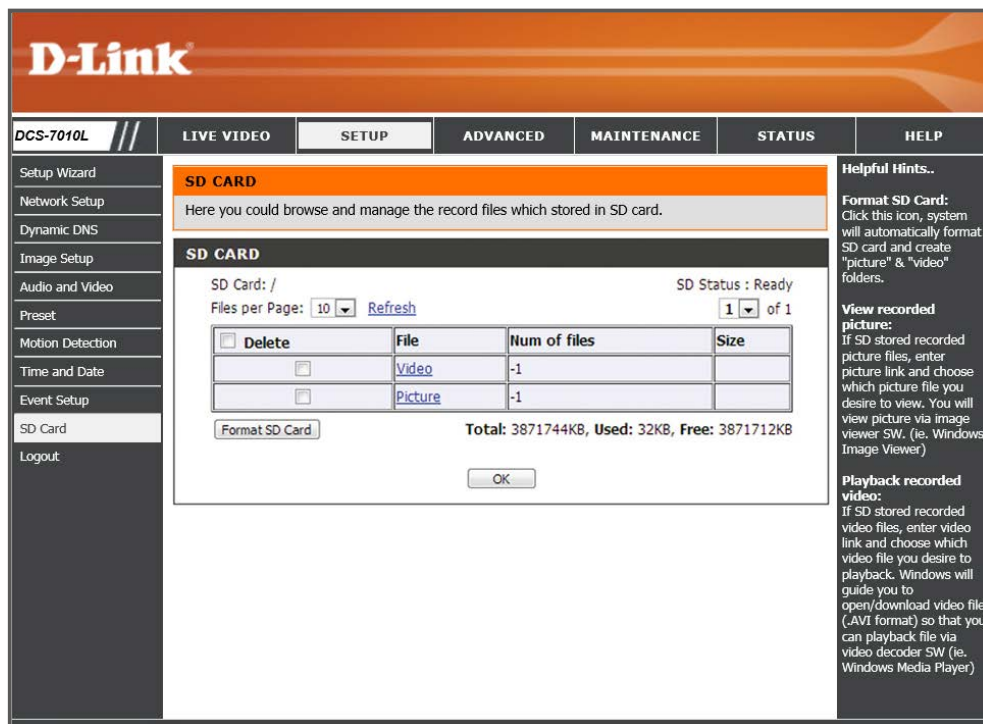 D-Link
DCS-7010L
LIVE VIDEO
SETUP
ADVANCED
MAINTENANCE
STATUS
HELP
Setup Wizard
Network Setup
Dynamic DNS
Image Setup
Audio and Video
Preset
Motion Detection
Time and Date
Event Setup
SD Card
Logout
SD CARD
Here you could browse and manage the record files which stored in SD card.
SD CARD
SD Card: /
SD Status : Ready
Files per Page: 10 Refresh
1 of 1
Delete File Num of files Size
Video -1
Picture -1
Format SD Card
Total: 3871744KB, Used: 32KB, Free: 3871712KB
OK
Helpful Hints..
Format SD Card:
Click this icon, system
will automatically format
SD card and create
"picture" & "video"
folders.
View recorded
picture:
If SD stored recorded
picture files, enter
picture link and choose
which picture file you
desire to view. You will
view picture via image
viewer SW. (ie. Windows
Image Viewer)
Playback recorded
video:
If SD stored recorded
video files, enter video
link and choose which
video file you desire to
playback. Windows will
guide you to
open/download video file
(.AVI format) so that you
can playback file via
video decoder SW (ie.
Windows Media Player)